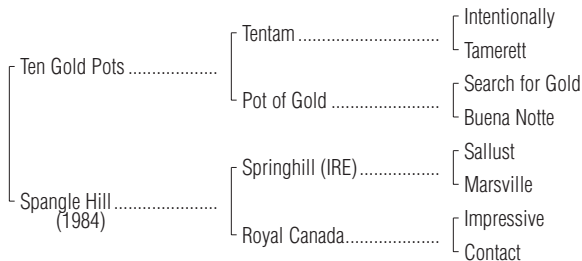 Intentionally
Tentam
Tamerett
Ten Gold Pots
Search for Gold
Pot of Gold
Buena Notte
Sallust
Springhill (IRE)
Marsville
Spangle Hill
(1984)
Impressive
Royal Canada
Contact